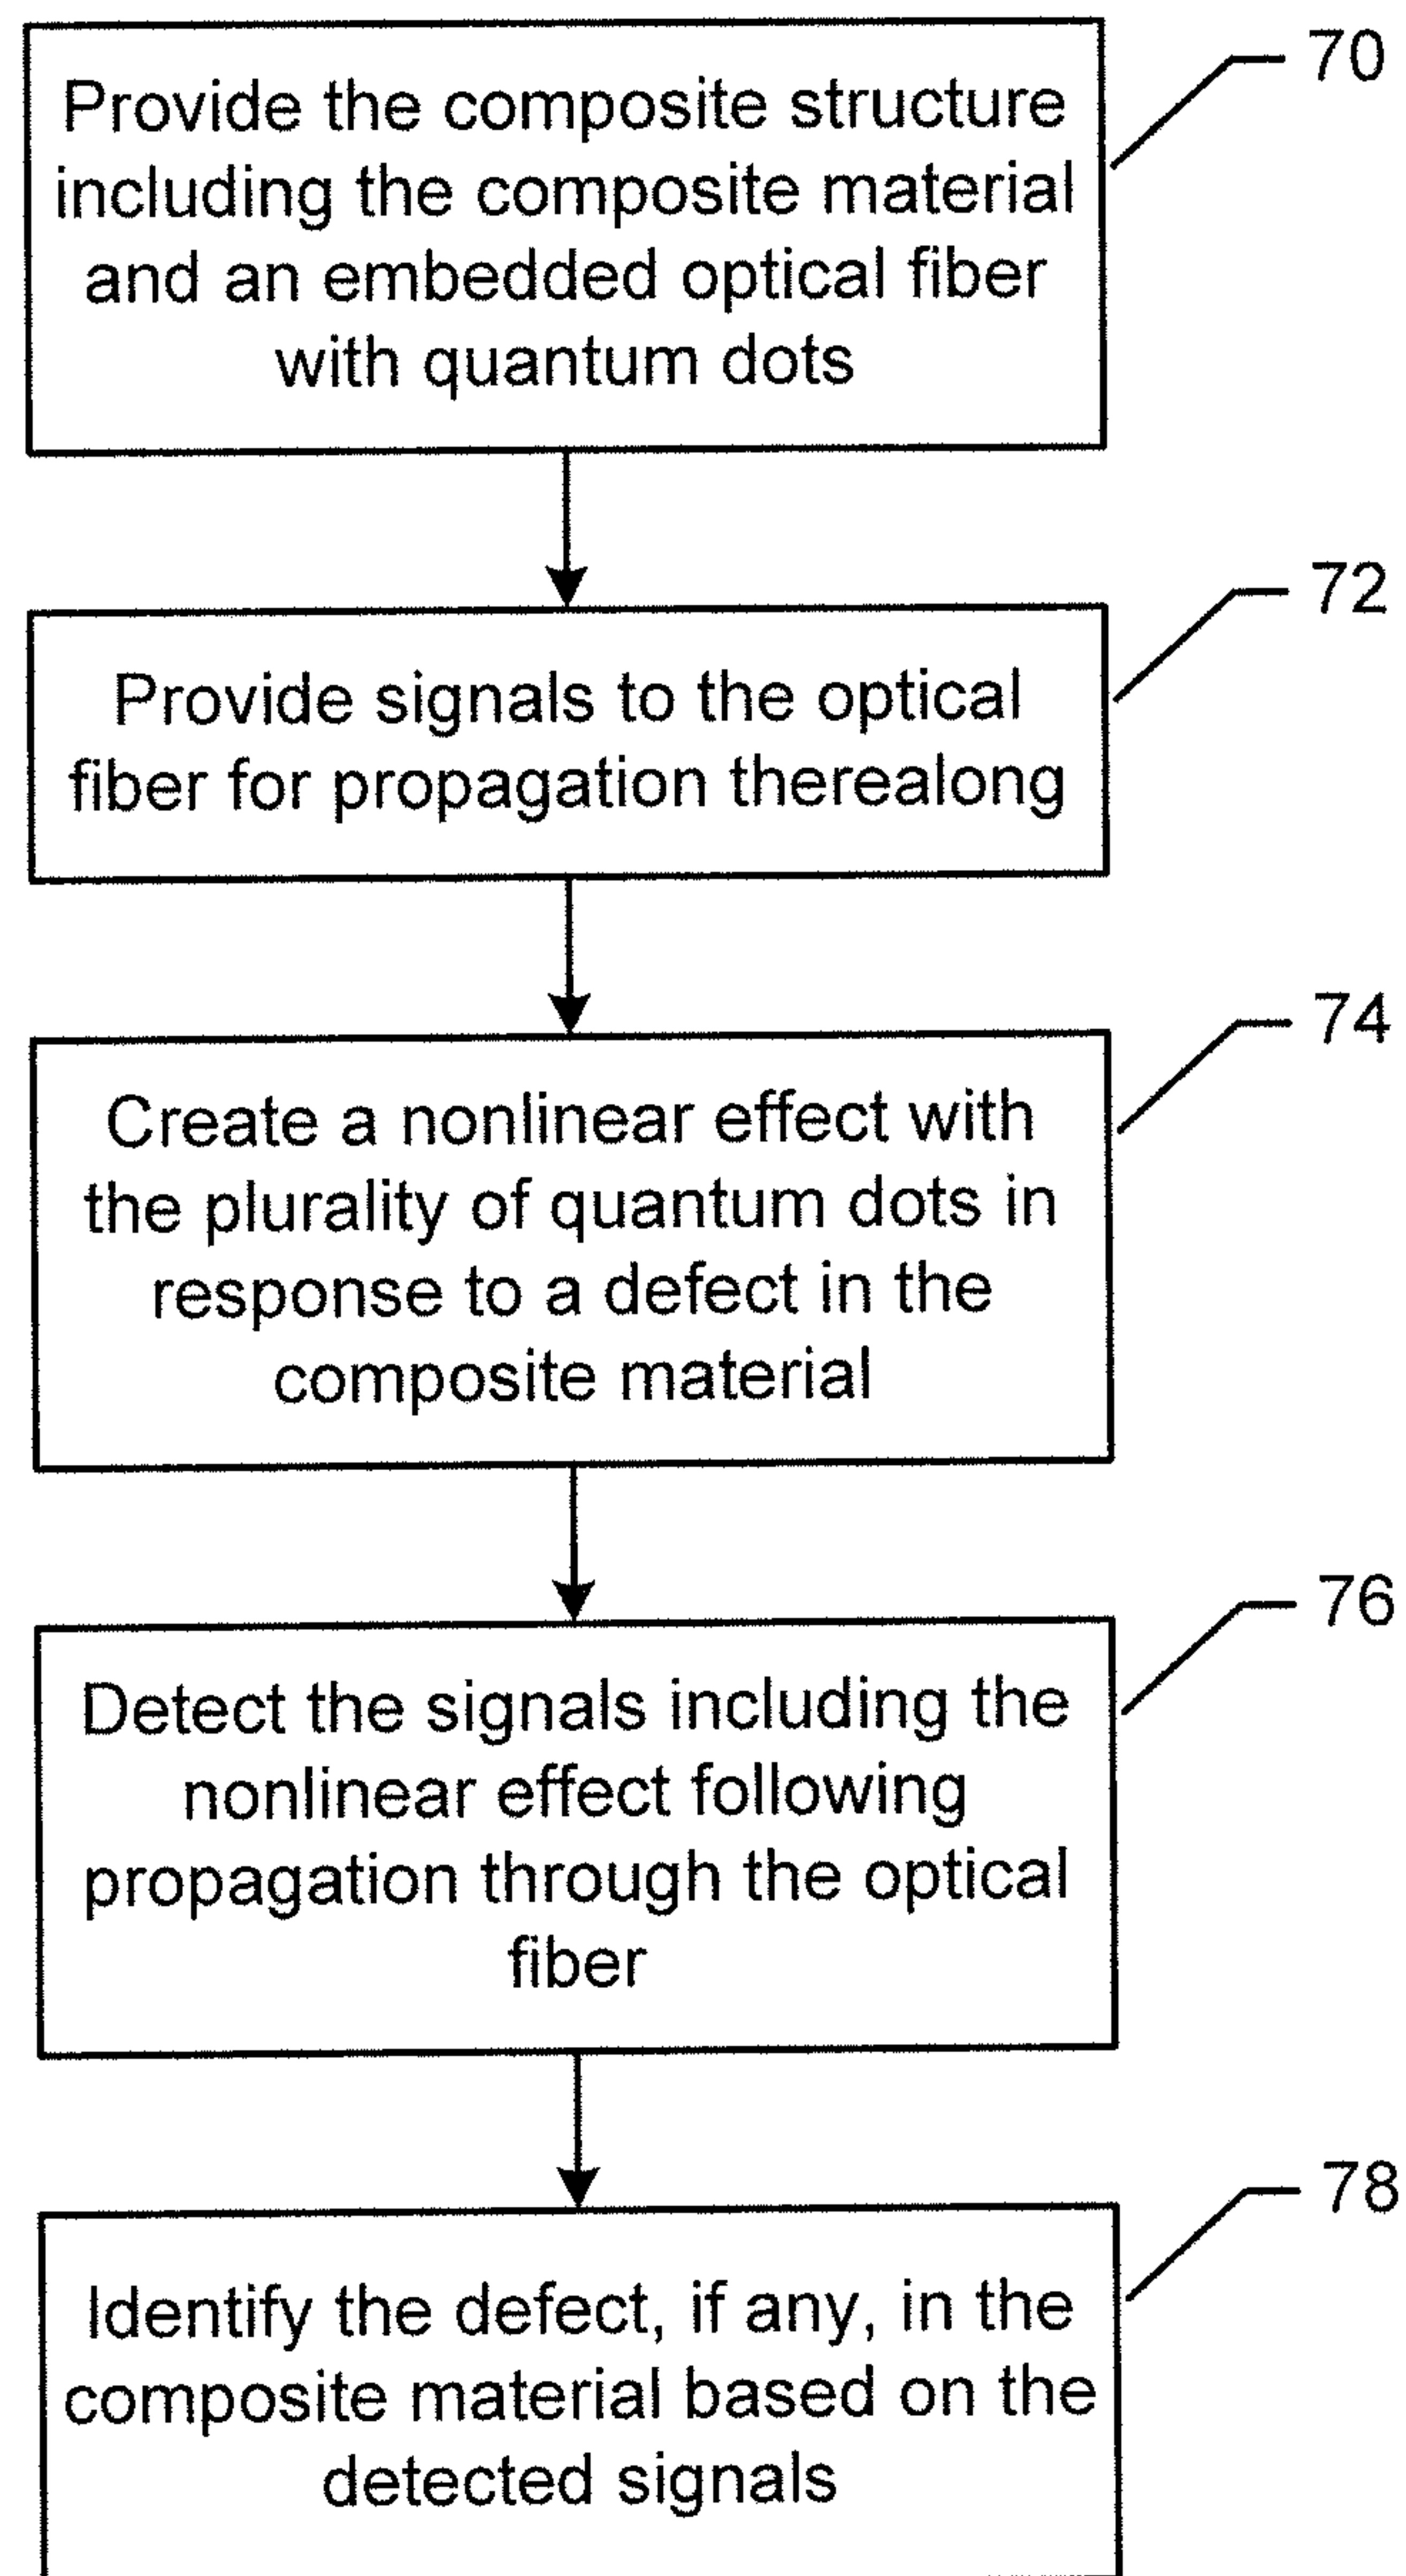 Provide the composite structure
including the composite material
and an embedded optical fiber
with quantum dots
70
Provide signals to the optical
fiber for propagation therealong
72
Create a nonlinear effect with
the plurality of quantum dots in
response to a defect in the
composite material
74
Detect the signals including the
nonlinear effect following
propagation through the optical
fiber
76
Identify the defect, if any, in the
composite material based on the
detected signals
78